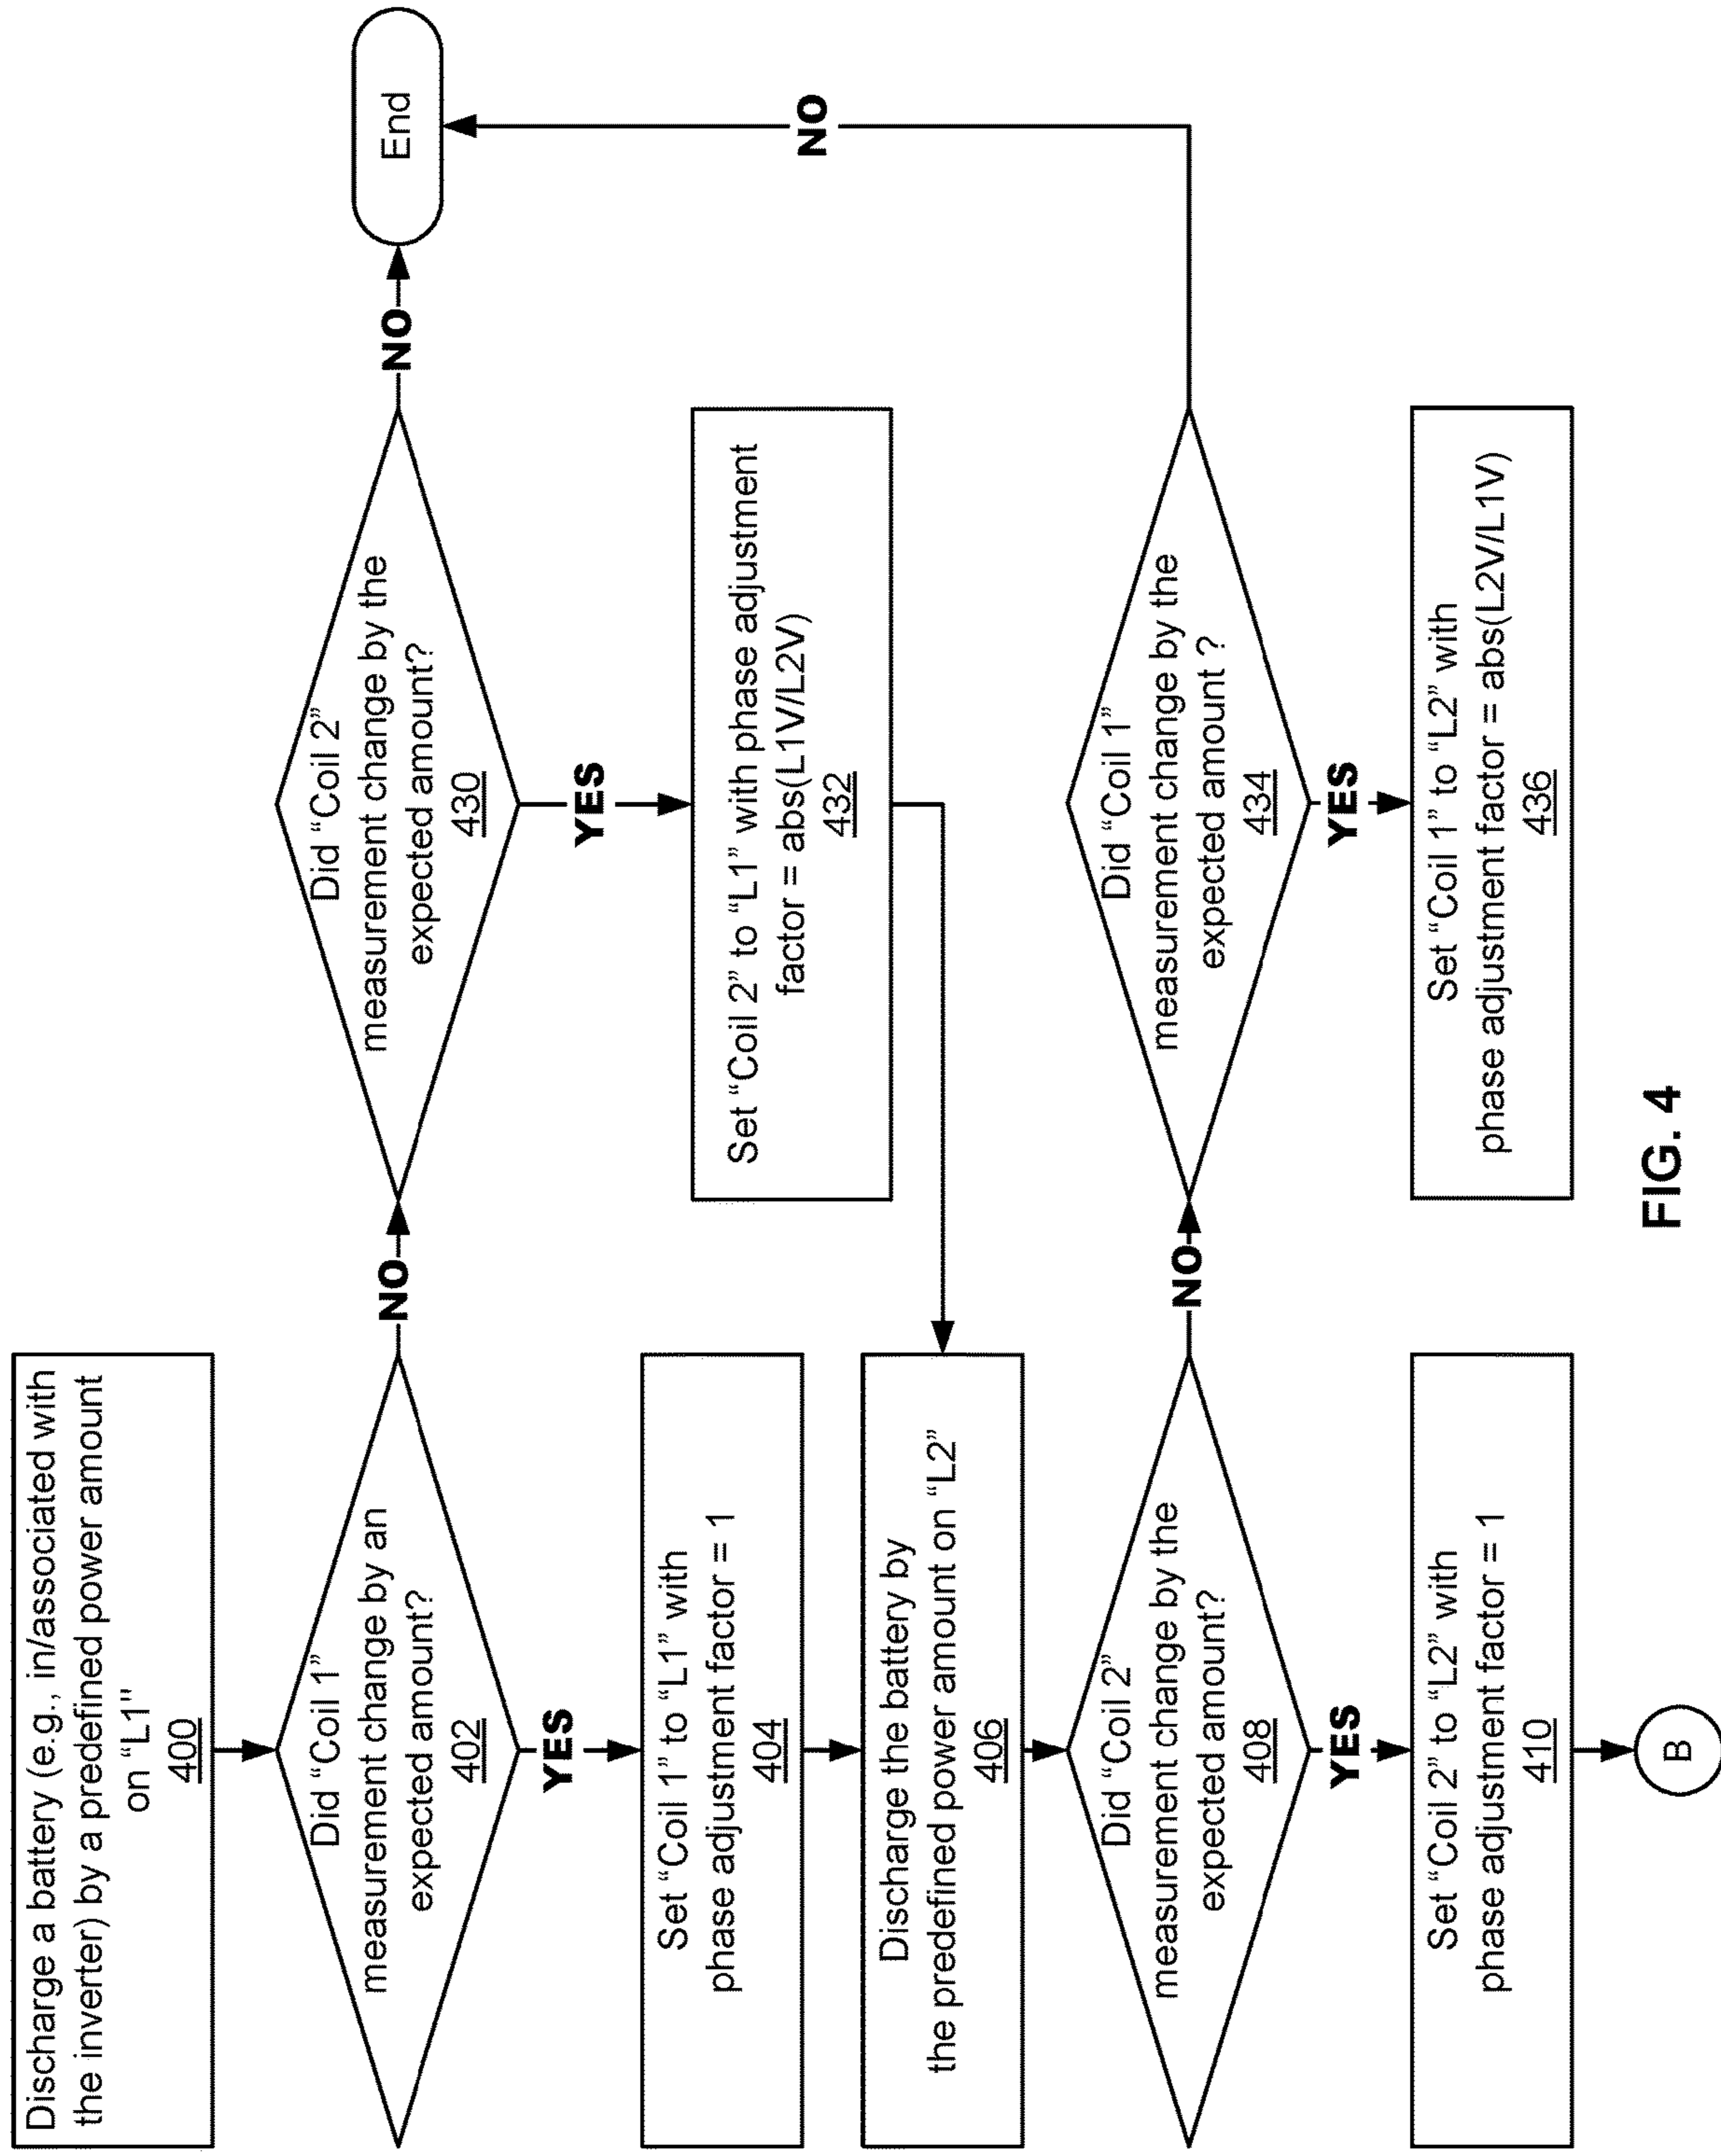 Discharge a battery (e.g., in/associated with
the inverter) by a predefined power amount
on “L1”
400
Did “Coil 1”
measurement change by an
expected amount?
402
NO
Did “Coil 2”
measurement change by the
expected amount?
430
NO
End
YES
Set “Coil 1” to “L1” with
phase adjustment factor = 1
404
YES
Set “Coil 2” to “L1” with phase adjustment
factor = abs(L1V/L2V)
432
Discharge the battery by
the predefined power amount on “L2”
406
Did “Coil 2”
measurement change by the
expected amount?
408
NO
Did “Coil 1”
measurement change by the
expected amount ?
434
NO
YES
Set “Coil 2” to “L2” with
phase adjustment factor = 1
410
YES
Set “Coil 1” to “L2” with
phase adjustment factor = abs(L2V/L1V)
436
B
FIG. 4